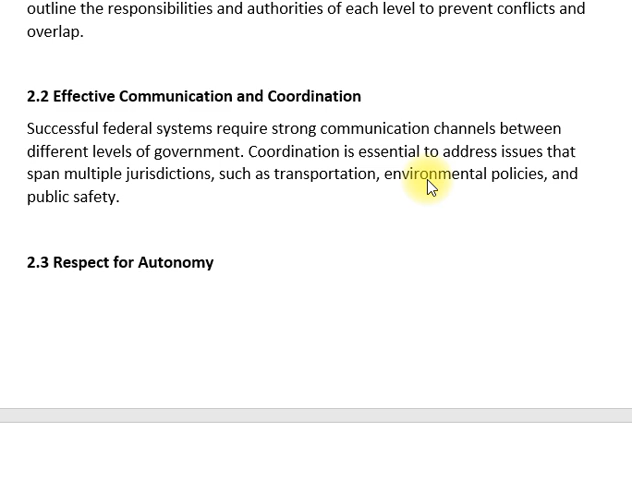 outline the responsibilities and authorities of each level to prevent conflicts and
overlap.
2.2 Effective Communication and Coordination
Successful federal systems require strong communication channels between
different levels of government. Coordination is essential to address issues that
span multiple jurisdictions, such as transportation, environmental policies, and
public safety.
2.3 Respect for Autonomy